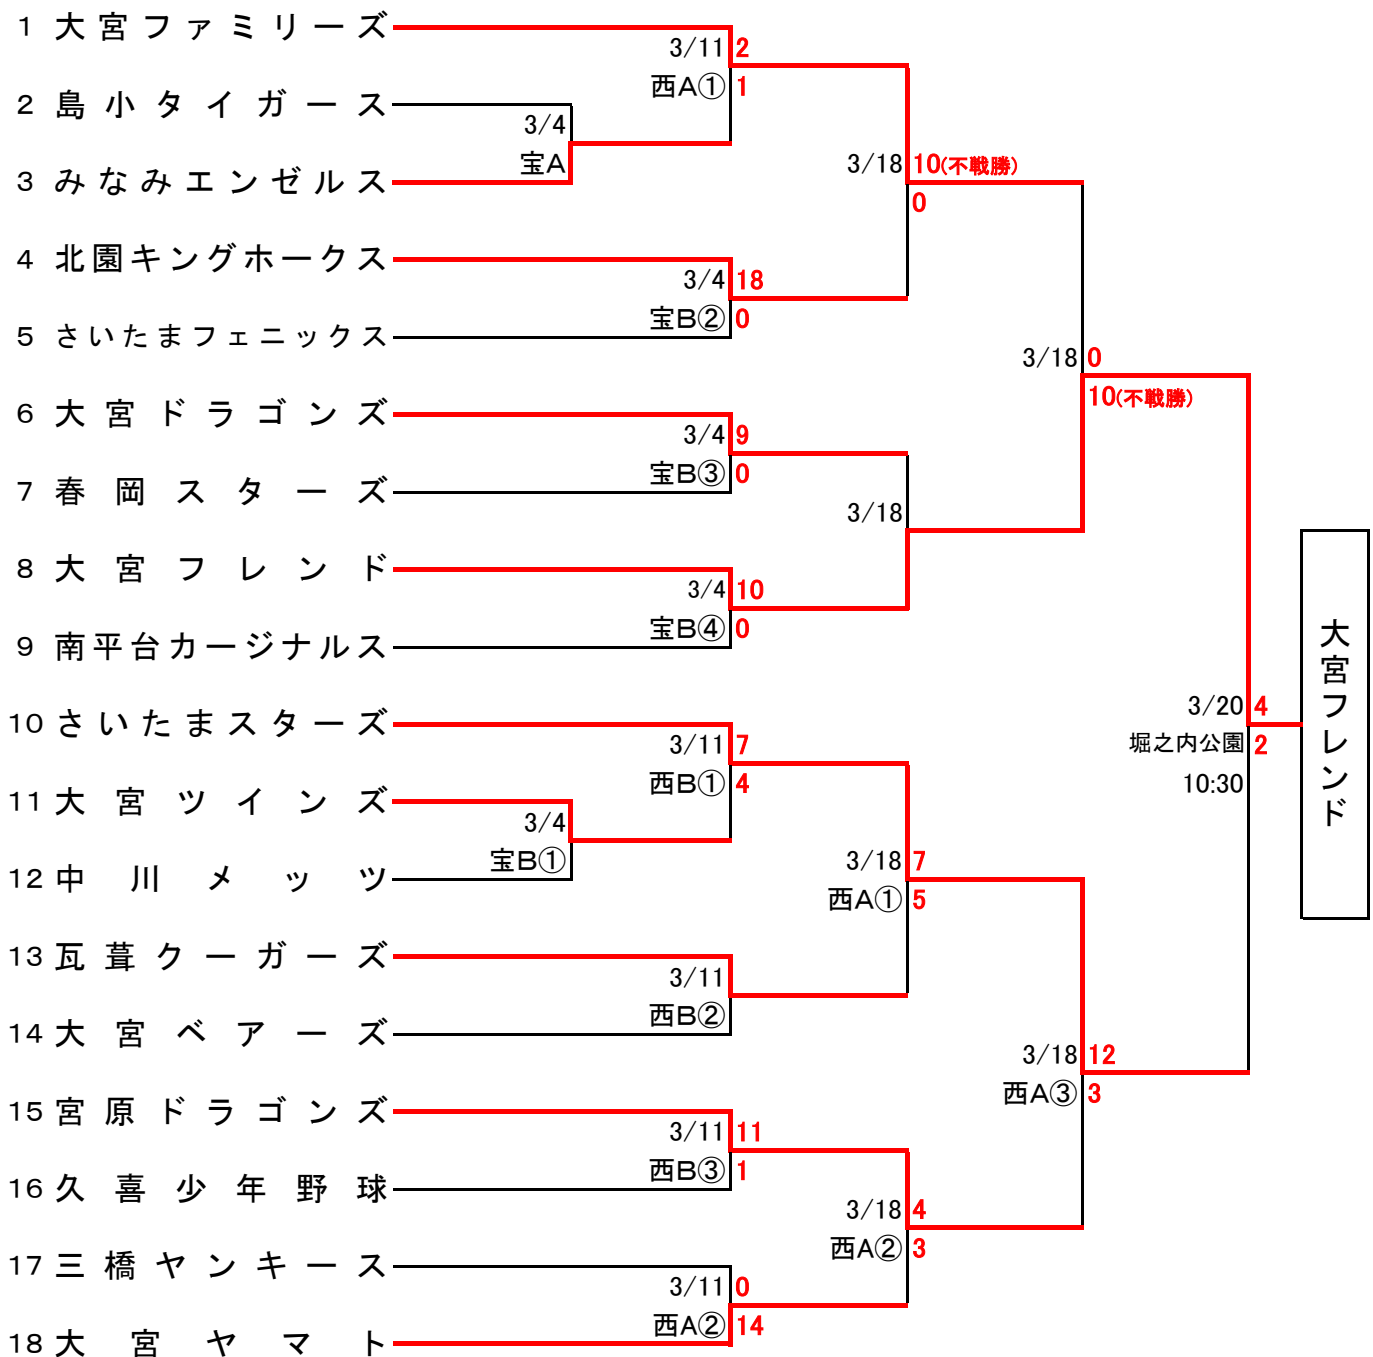 1 大宮ファミリーズ
3/11 2
西A① 1
2 島小タイガース
3/4
宝A
3 みなみエンゼルス
3/18 10(不戦勝)
0
4 北園キングホークス
3/4 18
宝B② 0
5 さいたまフェニックス
3/18 0
10(不戦勝)
6 大宮ドラゴンズ
3/4 9
宝B③ 0
7 春岡スターズ
3/18
8 大宮フレンド
3/4 10
宝B④ 0
9 南平台カージナルス
大宮フレンド
3/20 4
堀之内公園 2
10:30
10 さいたまスターズ
3/11 7
西B① 4
11 大宮ツインズ
3/4
宝B①
12 中川メッツ
3/18 7
西A① 5
13 瓦葺クーガーズ
3/11
西B②
14 大宮ベアーズ
3/18 12
西A③ 3
15 宮原ドラゴンズ
3/11 11
西B③ 1
16 久喜少年野球
3/18 4
西A② 3
17 三橋ヤンキース
3/11 0
西A② 14
18 大宮ヤマト